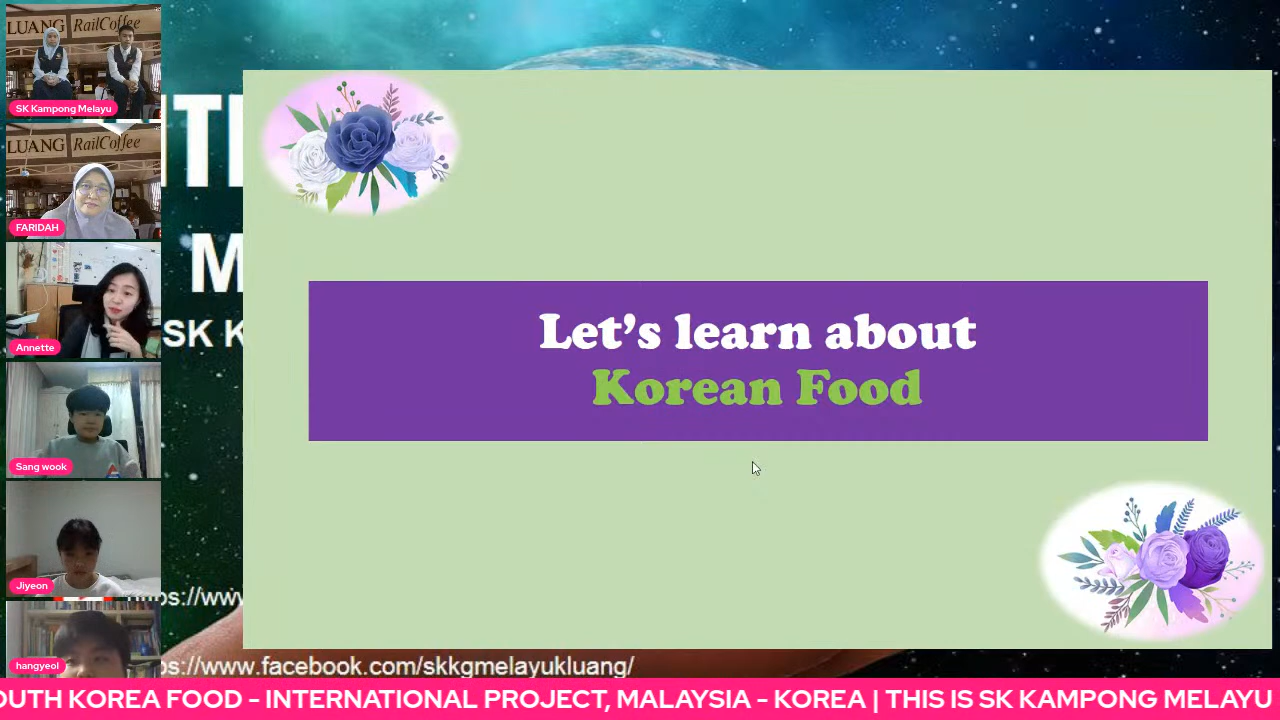 LUANG RailCoffee
SK Kampong Melayu
LUANG RailCoffee
FARIDAH
Annette
Sang wook
Jiyeon
hangyeol
M
SK K
Let's learn about
Korean Food
https://www.facebook.com/skkgmelayukluang/
OUTH KOREA FOOD - INTERNATIONAL PROJECT, MALAYSIA - KOREA | THIS IS SK KAMPONG MELAYU